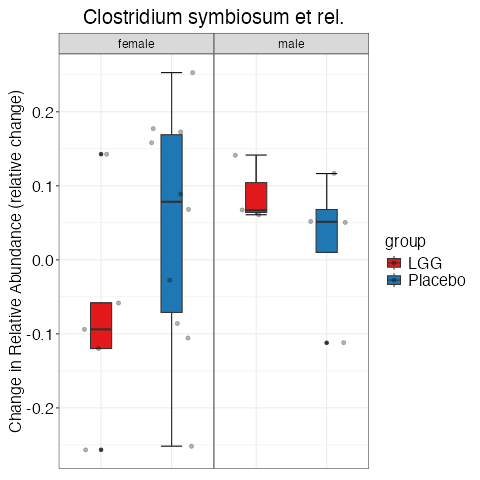 Clostridium symbiosum et rel.
female
male
Change in Relative Abundance (relative change)
0.2
0.1
0.0
-0.1
-0.2
group
LGG
Placebo